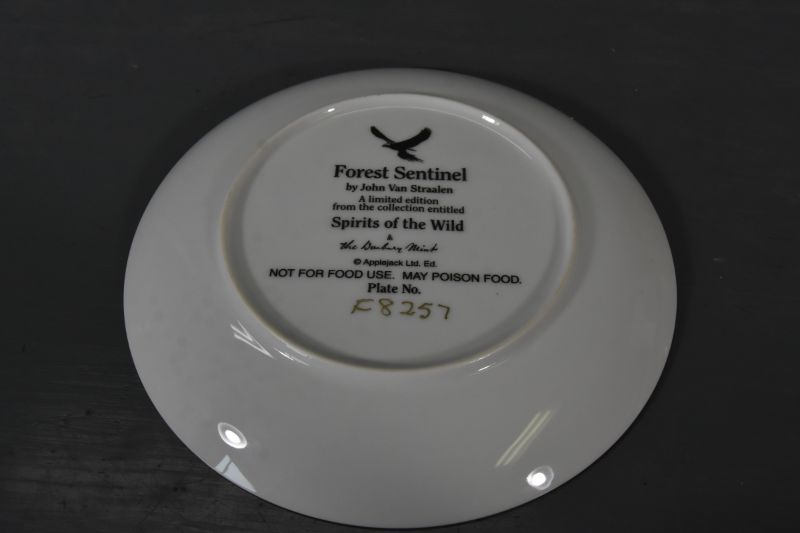 Forest Sentinel
by John Van Straalen
A limited edition
from the collection entitled
Spirits of the Wild
&
the Danbury Mint
© Applejack Ltd. Ed.
NOT FOR FOOD USE. MAY POISON FOOD.
Plate No.
F8257